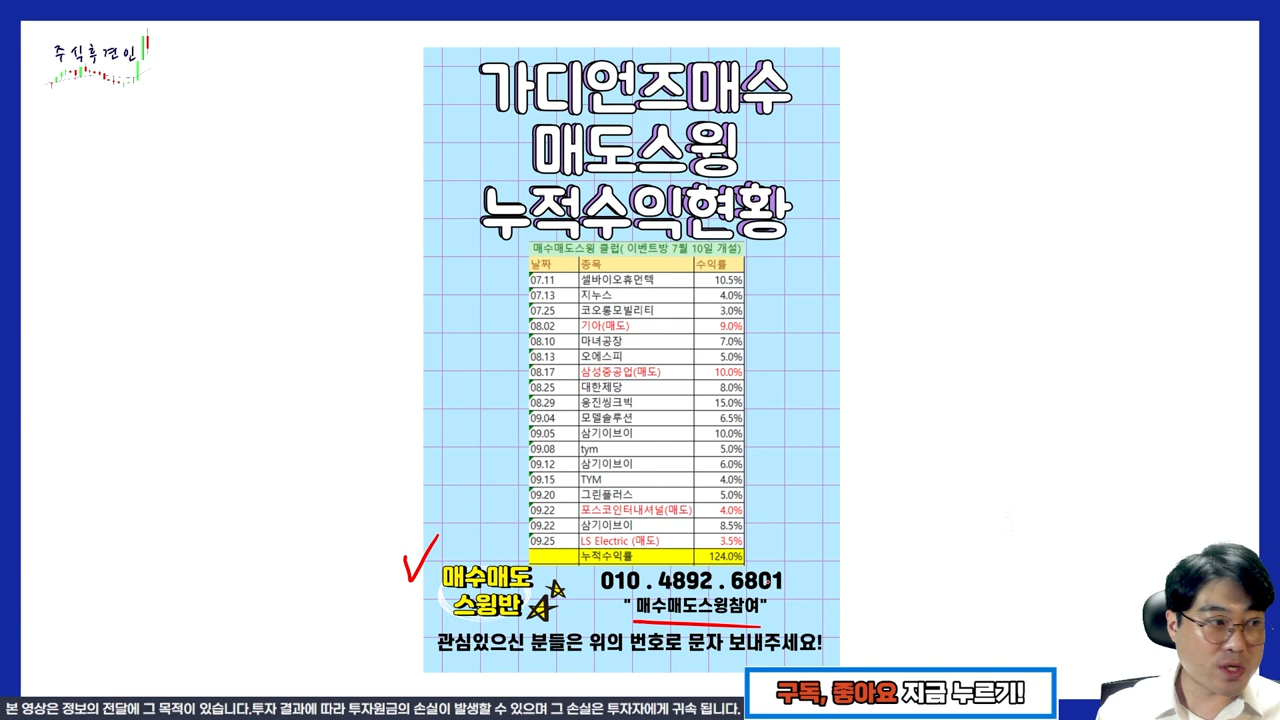 주식후견인
가디언즈매수
매도스윙
누적수익현황
매수매도스윙 클럽( 이벤트방 7월 10일 개설)
날짜 종목 수익률
07.11 셀바이오휴먼텍 10.5%
07.13 지누스 4.0%
07.25 코오롱모빌리티 3.0%
08.02 기아(매도) 9.0%
08.10 마녀공장 7.0%
08.13 오에스피 5.0%
08.17 삼성중공업(매도) 10.0%
08.25 대한제당 8.0%
08.29 웅진씽크빅 15.0%
09.04 모델솔루션 6.5%
09.05 삼기이브이 10.0%
09.08 tym 5.0%
09.12 삼기이브이 6.0%
09.15 TYM 4.0%
09.20 그린플러스 5.0%
09.22 포스코인터내셔널(매도) 4.0%
09.22 삼기이브이 8.5%
09.25 LS Electric (매도) 3.5%
누적수익률 124.0%
매수매도
스윙반
010 . 4892 . 6801
" 매수매도스윙참여"
관심있으신 분들은 위의 번호로 문자 보내주세요!
구독, 좋아요 지금 누르기!
본 영상은 정보의 전달에 그 목적이 있습니다.투자 결과에 따라 투자원금의 손실이 발생할 수 있으며 그 손실은 투자자에게 귀속 됩니다.